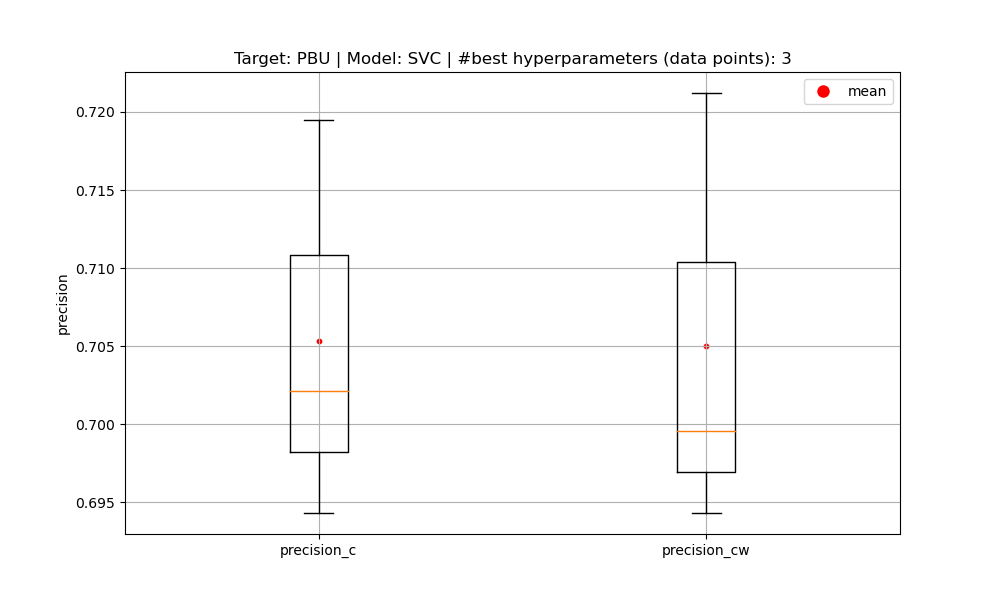 Target: PBU | Model: SVC | #best hyperparameters (data points): 3
mean
0.720
0.715
0.710
0.705
0.700
0.695
precision
precision_c
precision_cw